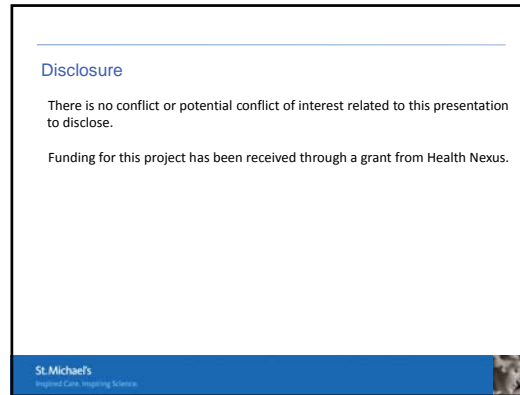 Disclosure
There is no conflict or potential conflict of interest related to this presentation
to disclose.
Funding for this project has been received through a grant from Health Nexus.
St. Michael's
Inspired Care. Inspiring Science.